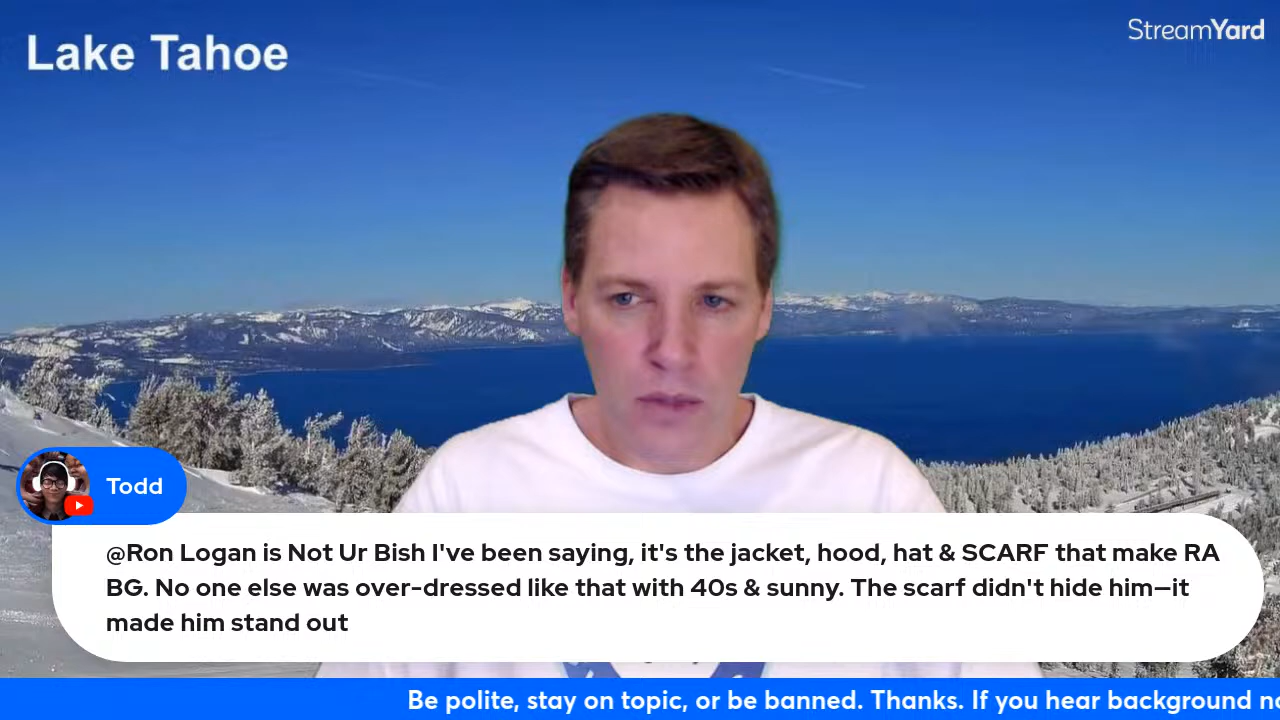 Lake Tahoe
StreamYard
Todd
@Ron Logan is Not Ur Bish I've been saying, it's the jacket, hood, hat & SCARF that make RA
BG. No one else was over-dressed like that with 40s & sunny. The scarf didn't hide him—it
made him stand out
Be polite, stay on topic, or be banned. Thanks. If you hear background